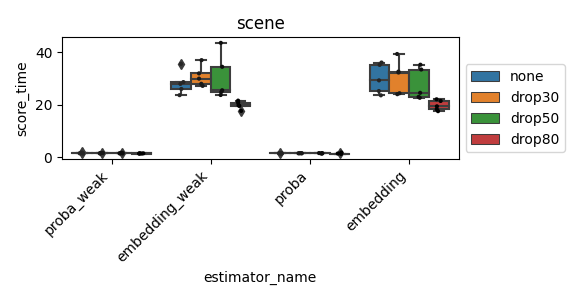 scene
score_time
40
20
0
none
drop30
drop50
drop80
proba_weak
embedding_weak
proba
embedding
estimator_name